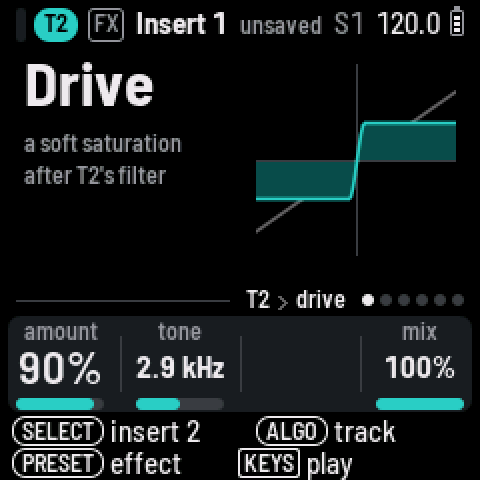 T2 FX Insert 1 unsaved S1 120.0
Drive
a soft saturation
after T2's filter
T2 > drive
amount tone mix
90% 2.9 kHz 100%
SELECT insert 2 ALGO track
PRESET effect KEYS play